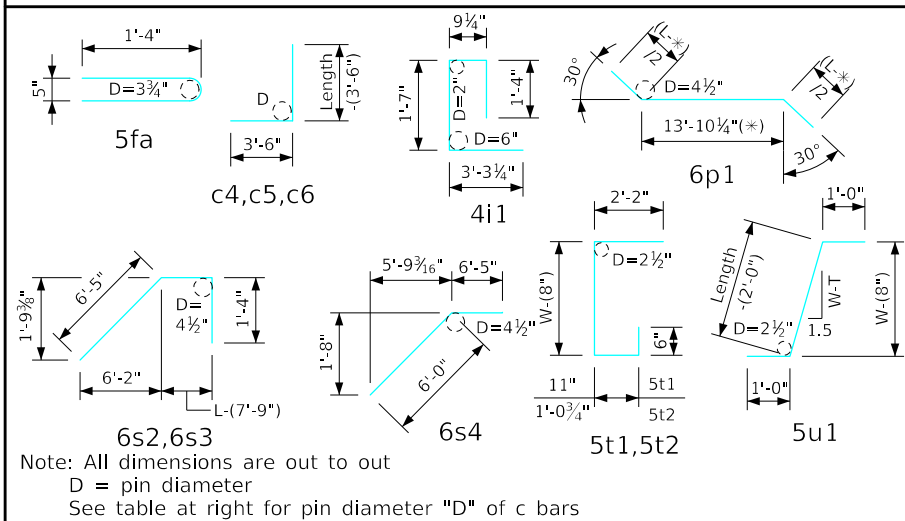 1'-4"
5"
D=3¾"
5fa
D
Length
-(3'-6")
3'-6"
c4,c5,c6
9¼"
1'-7"
D=2"
1'-4"
D=6"
3'-3¼"
4i1
30°
(L-✳)
/2
D=4½"
(L-✳)
/2
13'-10¼"(✳)
30°
6p1
1'-9⅜"
6'-5"
D=
4½"
1'-4"
6'-2"
L-(7'-9")
6s2,6s3
5'-9³⁄₁₆"
6'-5"
1'-8"
D=4½"
6'-0"
6s4
2'-2"
D=2½"
W-(8")
6"
11"
1'-0¾"
5t1
5t2
5t1,5t2
1'-0"
Length
-(2'-0")
W-T
1.5
D=2½"
W-(8")
1'-0"
5u1
Note: All dimensions are out to out
D = pin diameter
See table at right for pin diameter "D" of c bars